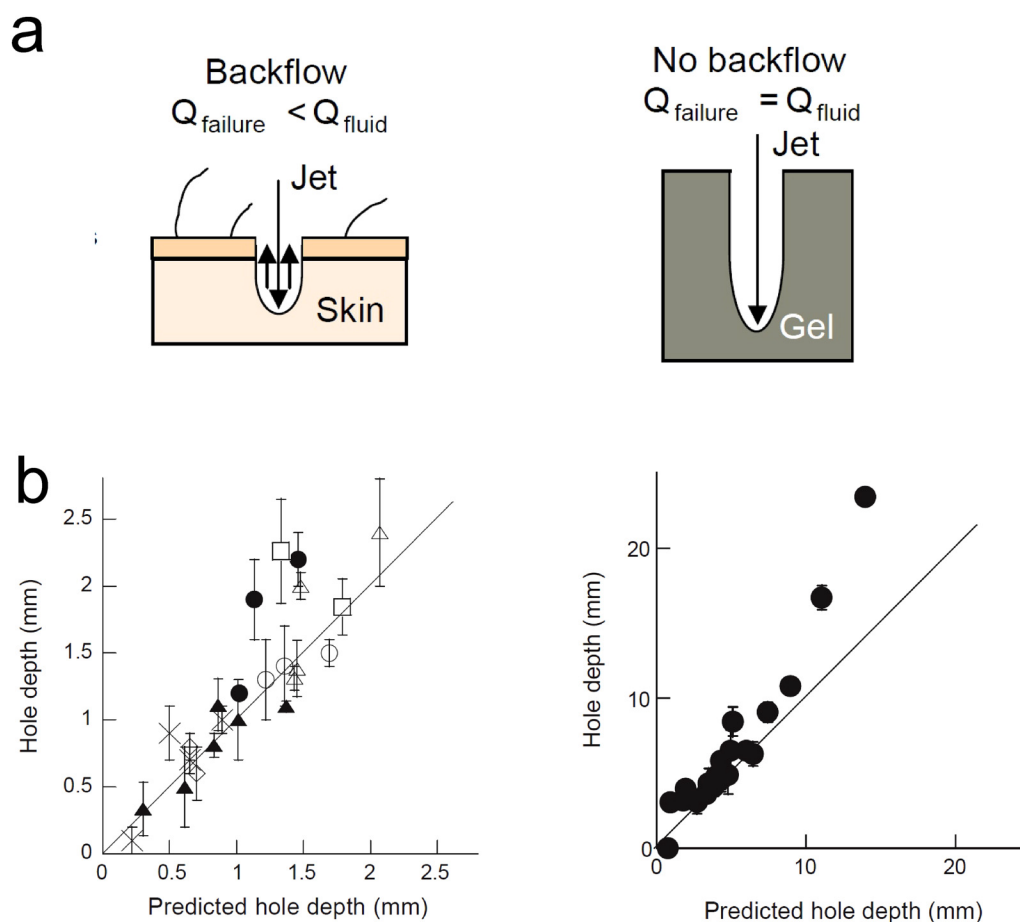 a
Backflow
Q failure < Q fluid
Jet
s
Skin
No backflow
Q failure = Q fluid
Jet
Gel
b
Hole depth (mm)
2.5
2
1.5
1
0.5
0
0 0.5 1 1.5 2 2.5
Predicted hole depth (mm)
Hole depth (mm)
20
10
0
0 10 20
Predicted hole depth (mm)